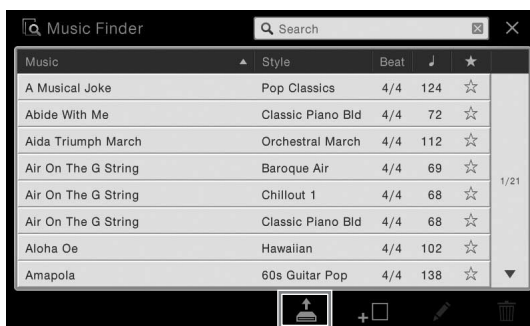 Music Finder Search
Music Style Beat ♩ ★
A Musical Joke Pop Classics 4/4 124 ☆
Abide With Me Classic Piano Bld 4/4 72 ☆
Aida Triumph March Orchestral March 4/4 112 ☆
Air On The G String Baroque Air 4/4 69 ☆
Air On The G String Chillout 1 4/4 68 ☆
Air On The G String Classic Piano Bld 4/4 68 ☆
Aloha Oe Hawaiian 4/4 102 ☆
Amapola 60s Guitar Pop 4/4 138 ☆
1/21